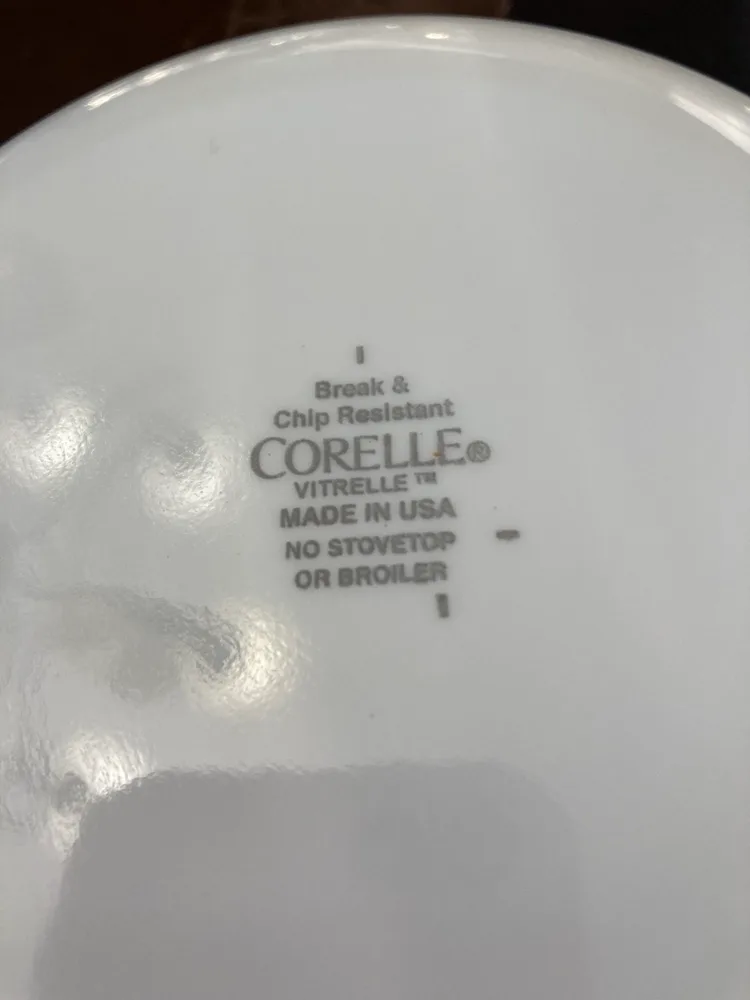 Break &
Chip Resistant
CORELLE®
VITRELLE™
MADE IN USA
NO STOVETOP
OR BROILER